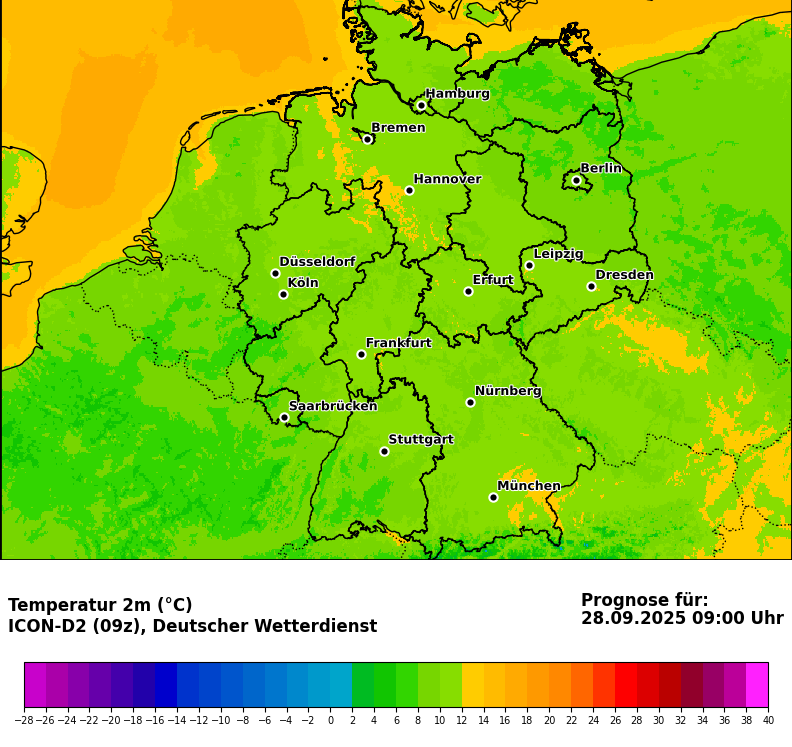 Hamburg
Bremen
Berlin
Hannover
Leipzig
Düsseldorf
Dresden
Köln
Erfurt
Frankfurt
Nürnberg
Saarbrücken
Stuttgart
München
Temperatur 2m (°C)
ICON-D2 (09z), Deutscher Wetterdienst
Prognose für:
28.09.2025 09:00 Uhr
−28 −26 −24 −22 −20 −18 −16 −14 −12 −10 −8 −6 −4 −2 0 2 4 6 8 10 12 14 16 18 20 22 24 26 28 30 32 34 36 38 40